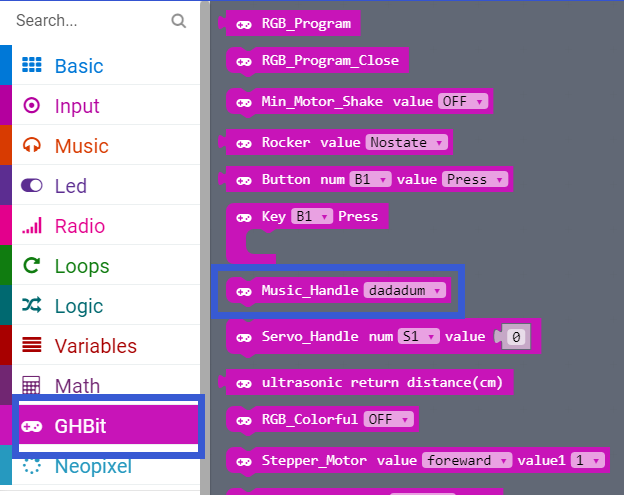 Search...
Basic
Input
Music
Led
Radio
Loops
Logic
Variables
Math
GHBit
Neopixel
RGB_Program
RGB_Program_Close
Min_Motor_Shake value OFF
Rocker value Nostate
Button num B1 value Press
Key B1 Press
Music_Handle dadadum
Servo_Handle num S1 value 0
ultrasonic return distance(cm)
RGB_Colorful OFF
Stepper_Motor value foreward value1 1